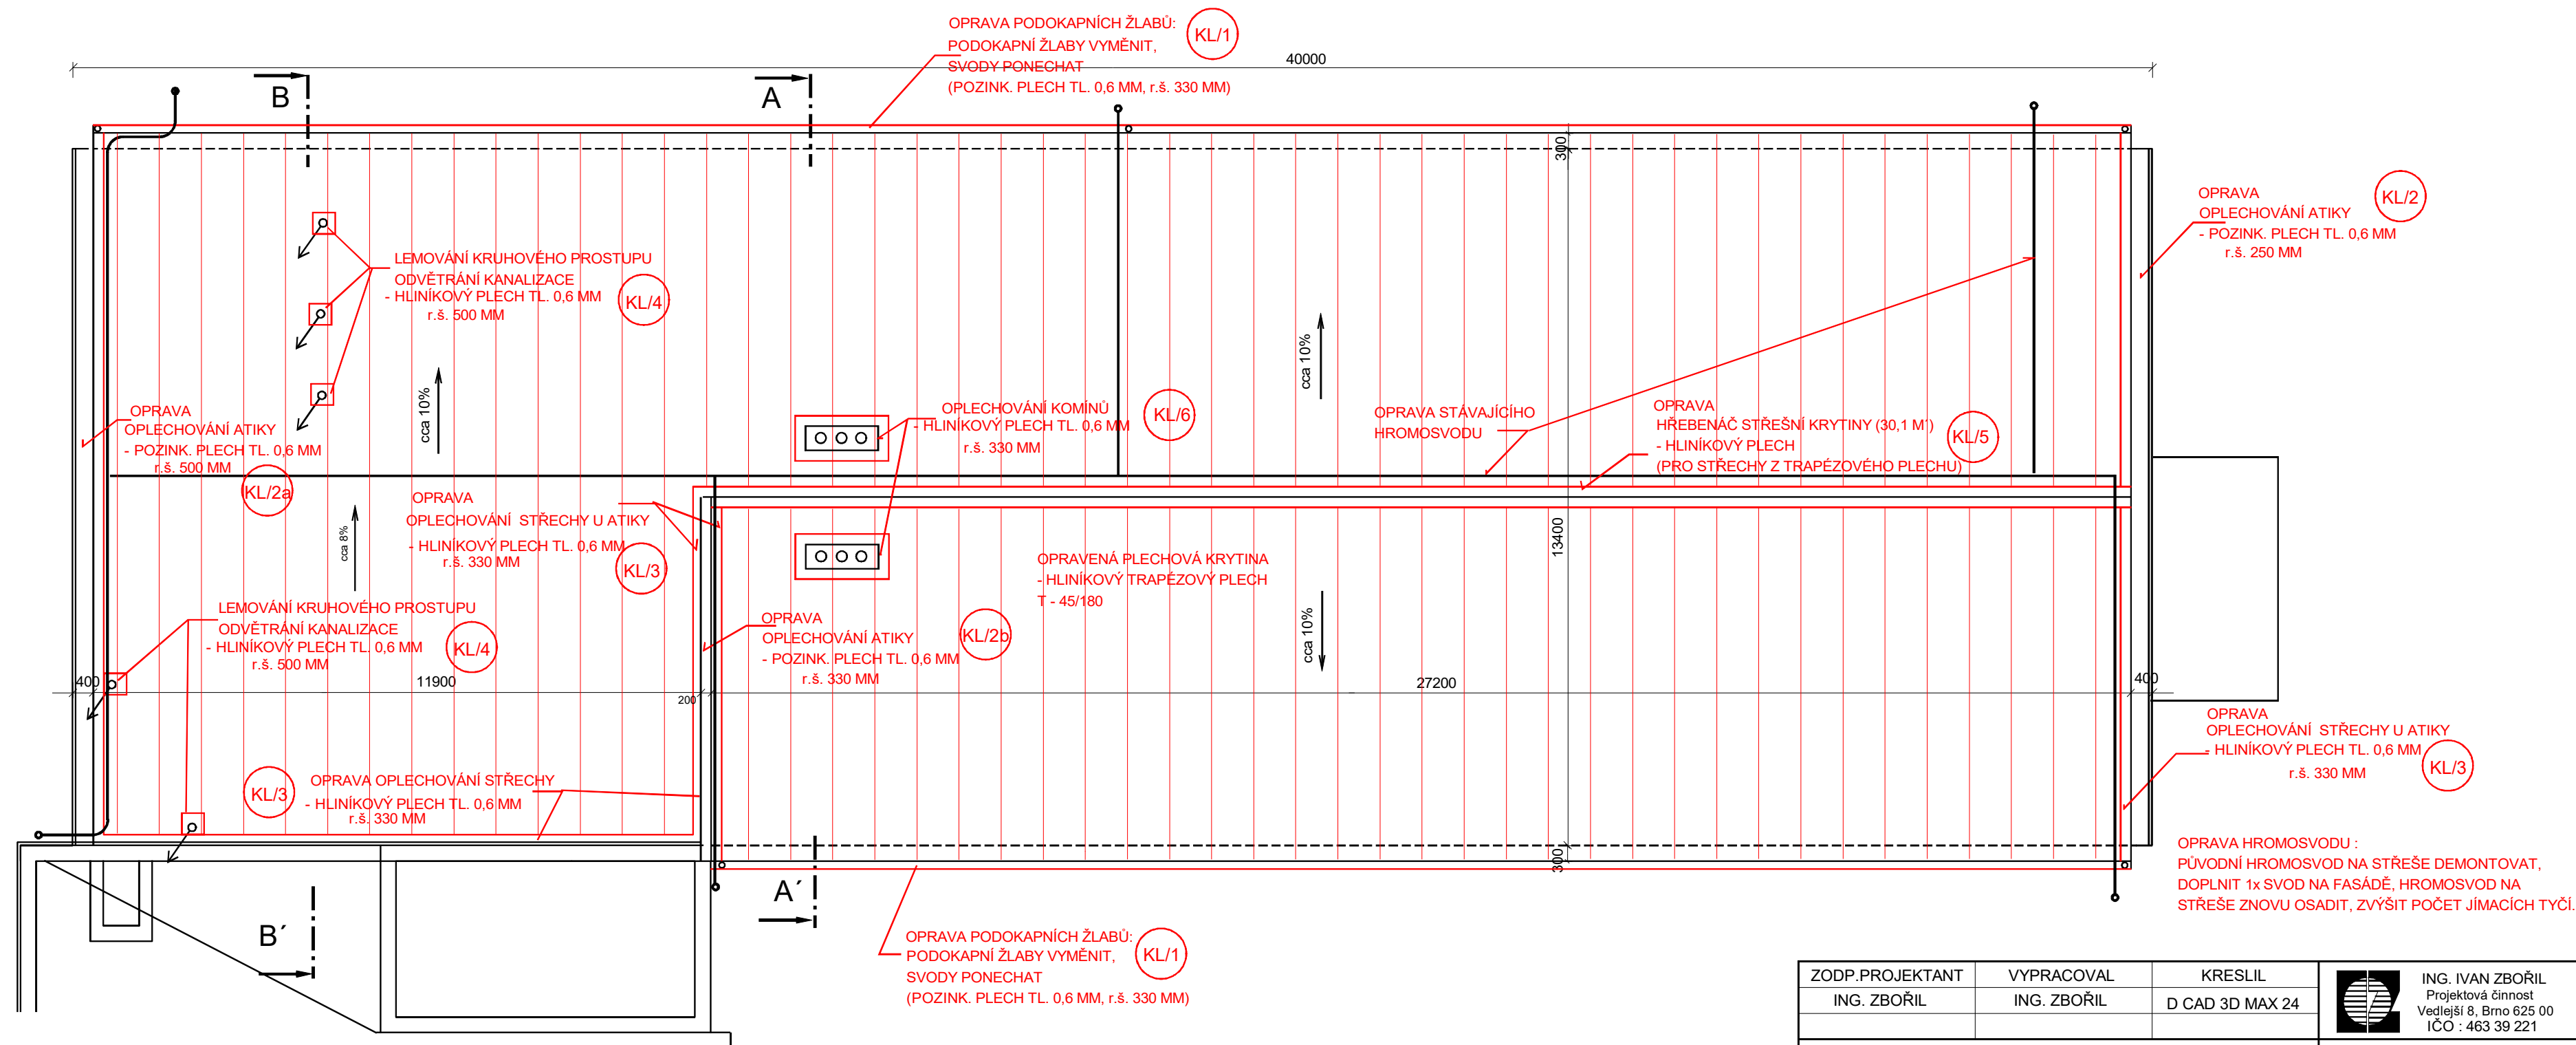 OPRAVA PODOKAPNÍCH ŽLABŮ:
PODOKAPNÍ ŽLABY VYMĚNIT,
SVODY PONECHAT
(POZINK. PLECH TL. 0,6 MM, r.š. 330 MM)
KL/1
40000
B
A
300
OPRAVA
OPLECHOVÁNÍ ATIKY
- POZINK. PLECH TL. 0,6 MM
r.š. 250 MM
KL/2
LEMOVÁNÍ KRUHOVÉHO PROSTUPU
ODVĚTRÁNÍ KANALIZACE
- HLINÍKOVÝ PLECH TL. 0,6 MM
r.š. 500 MM
KL/4
cca 10%
cca 10%
OPRAVA
OPLECHOVÁNÍ ATIKY
- POZINK. PLECH TL. 0,6 MM
r.š. 500 MM
KL/2a
OPLECHOVÁNÍ KOMÍNŮ
- HLINÍKOVÝ PLECH TL. 0,6 MM
r.š. 330 MM
KL/6
OPRAVA STÁVAJÍCÍHO
HROMOSVODU
OPRAVA
HŘEBENÁČ STŘEŠNÍ KRYTINY (30,1 M´)
- HLINÍKOVÝ PLECH
(PRO STŘECHY Z TRAPÉZOVÉHO PLECHU)
KL/5
OPRAVA
OPLECHOVÁNÍ STŘECHY U ATIKY
- HLINÍKOVÝ PLECH TL. 0,6 MM
r.š. 330 MM
KL/3
cca 8%
13400
OPRAVENÁ PLECHOVÁ KRYTINA
- HLINÍKOVÝ TRAPÉZOVÝ PLECH
T - 45/180
LEMOVÁNÍ KRUHOVÉHO PROSTUPU
ODVĚTRÁNÍ KANALIZACE
- HLINÍKOVÝ PLECH TL. 0,6 MM
r.š. 500 MM
KL/4
OPRAVA
OPLECHOVÁNÍ ATIKY
- POZINK. PLECH TL. 0,6 MM
r.š. 330 MM
KL/2b
cca 10%
400
11900
200
27200
400
OPRAVA
OPLECHOVÁNÍ STŘECHY U ATIKY
- HLINÍKOVÝ PLECH TL. 0,6 MM
r.š. 330 MM
KL/3
KL/3
OPRAVA OPLECHOVÁNÍ STŘECHY
- HLINÍKOVÝ PLECH TL. 0,6 MM
r.š. 330 MM
300
OPRAVA HROMOSVODU :
PŮVODNÍ HROMOSVOD NA STŘEŠE DEMONTOVAT,
DOPLNIT 1x SVOD NA FASÁDĚ, HROMOSVOD NA
STŘEŠE ZNOVU OSADIT, ZVÝŠIT POČET JÍMACÍCH TYČÍ.
A´
B´
OPRAVA PODOKAPNÍCH ŽLABŮ:
PODOKAPNÍ ŽLABY VYMĚNIT,
SVODY PONECHAT
(POZINK. PLECH TL. 0,6 MM, r.š. 330 MM)
KL/1
ZODP.PROJEKTANT VYPRACOVAL KRESLIL
ING. ZBOŘIL ING. ZBOŘIL D CAD 3D MAX 24
ING. IVAN ZBOŘIL
Projektová činnost
Vedlejší 8, Brno 625 00
IČO : 463 39 221